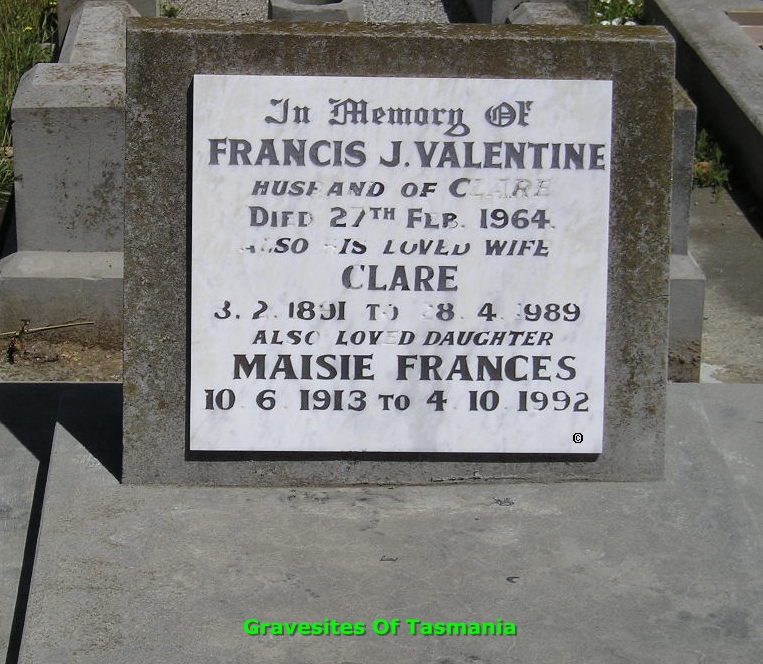 In Memory Of
FRANCIS J. VALENTINE
HUSBAND OF CLARE
DIED 27TH FEB. 1964.
ALSO HIS LOVED WIFE
CLARE
3. 2. 1891 TO 28. 4. 1989
ALSO LOVED DAUGHTER
MAISIE FRANCES
10. 6. 1913 TO 4. 10. 1992
©
Gravesites Of Tasmania